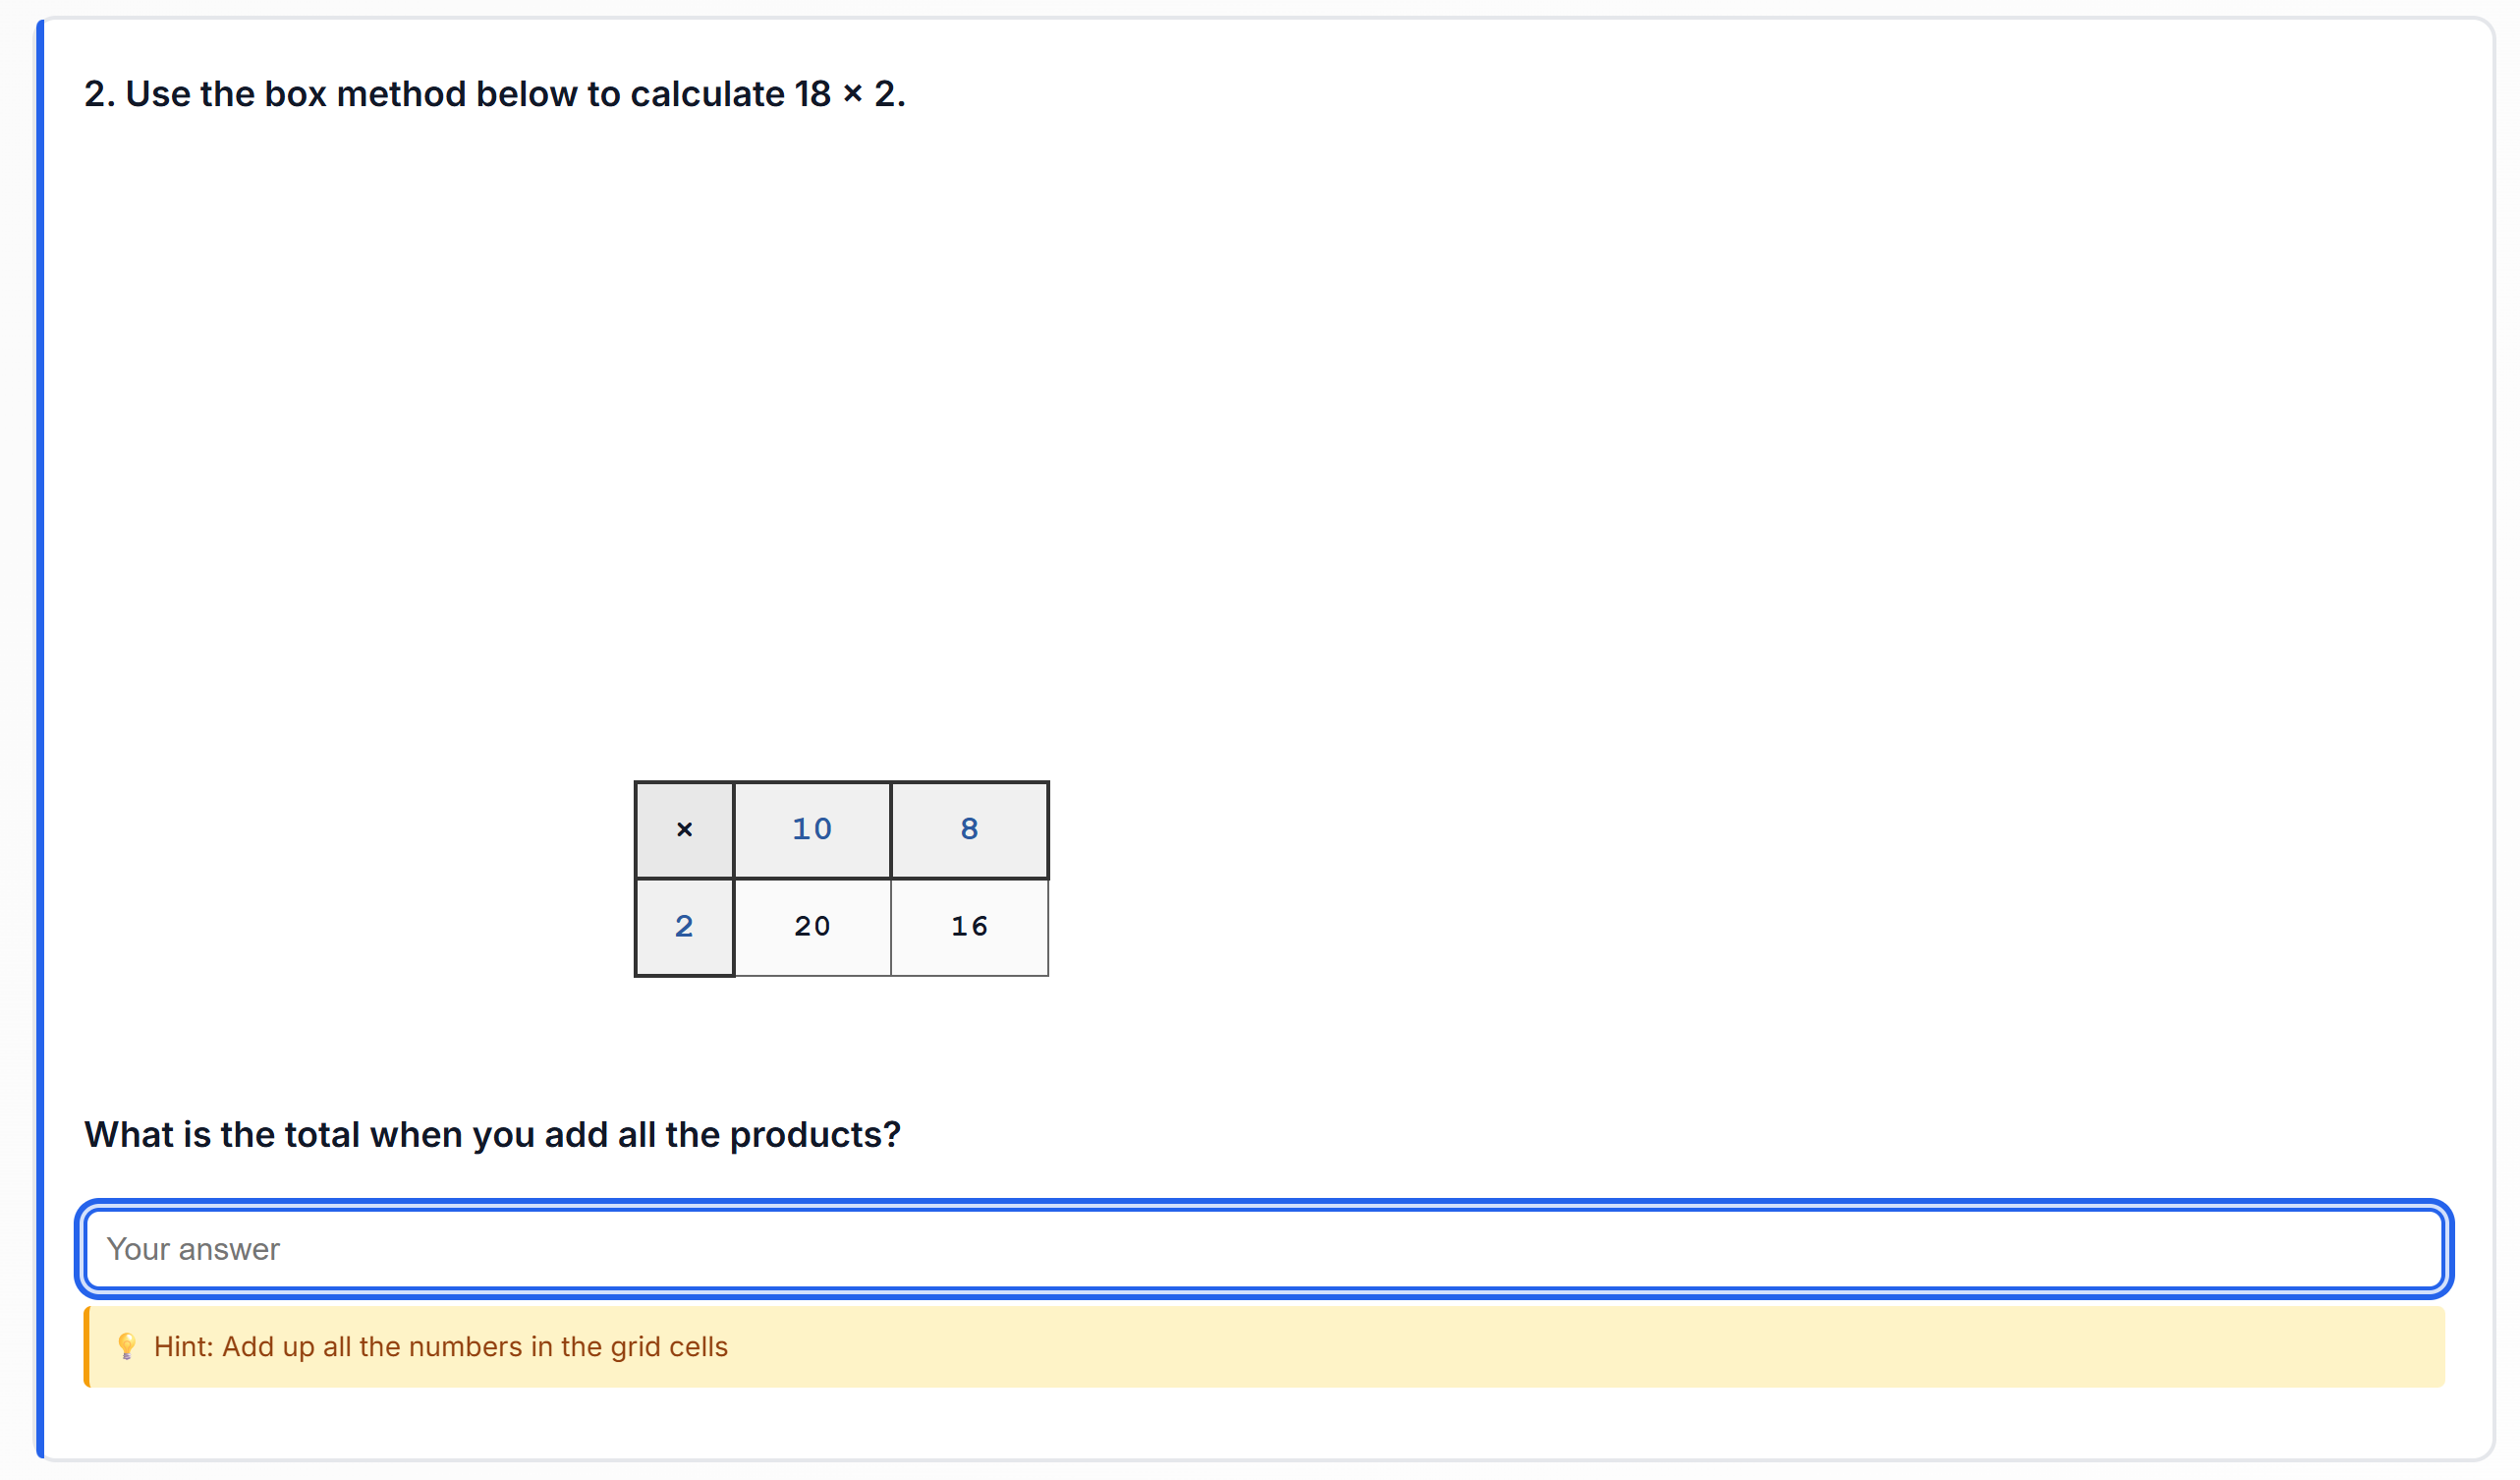 2. Use the box method below to calculate 18 × 2.
× 10 8
2 20 16
What is the total when you add all the products?
Your answer
💡 Hint: Add up all the numbers in the grid cells